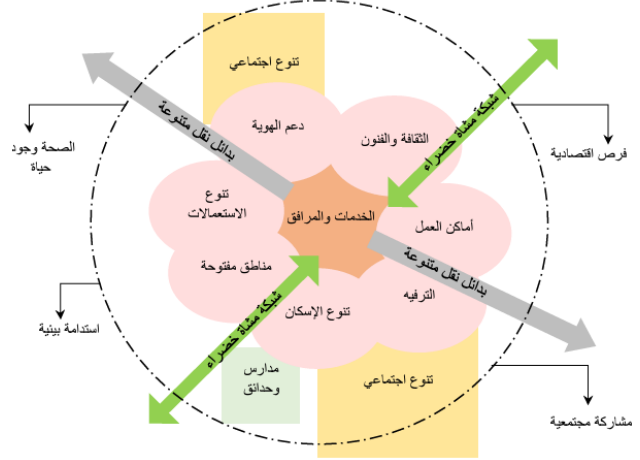 تنوع اجتماعي
شبكة مشاة خضراء
بدائل نقل متنوعة
دعم الهوية
الثقافة والفنون
فرص اقتصادية
الصحة وجود
حياة
تنوع
الاستعمالات
الخدمات والمرافق
أماكن العمل
مناطق مفتوحة
الترفيه
بدائل نقل متنوعة
تنوع الإسكان
شبكة مشاة خضراء
استدامة بيئية
مدارس
وحدائق
تنوع اجتماعي
مشاركة مجتمعية